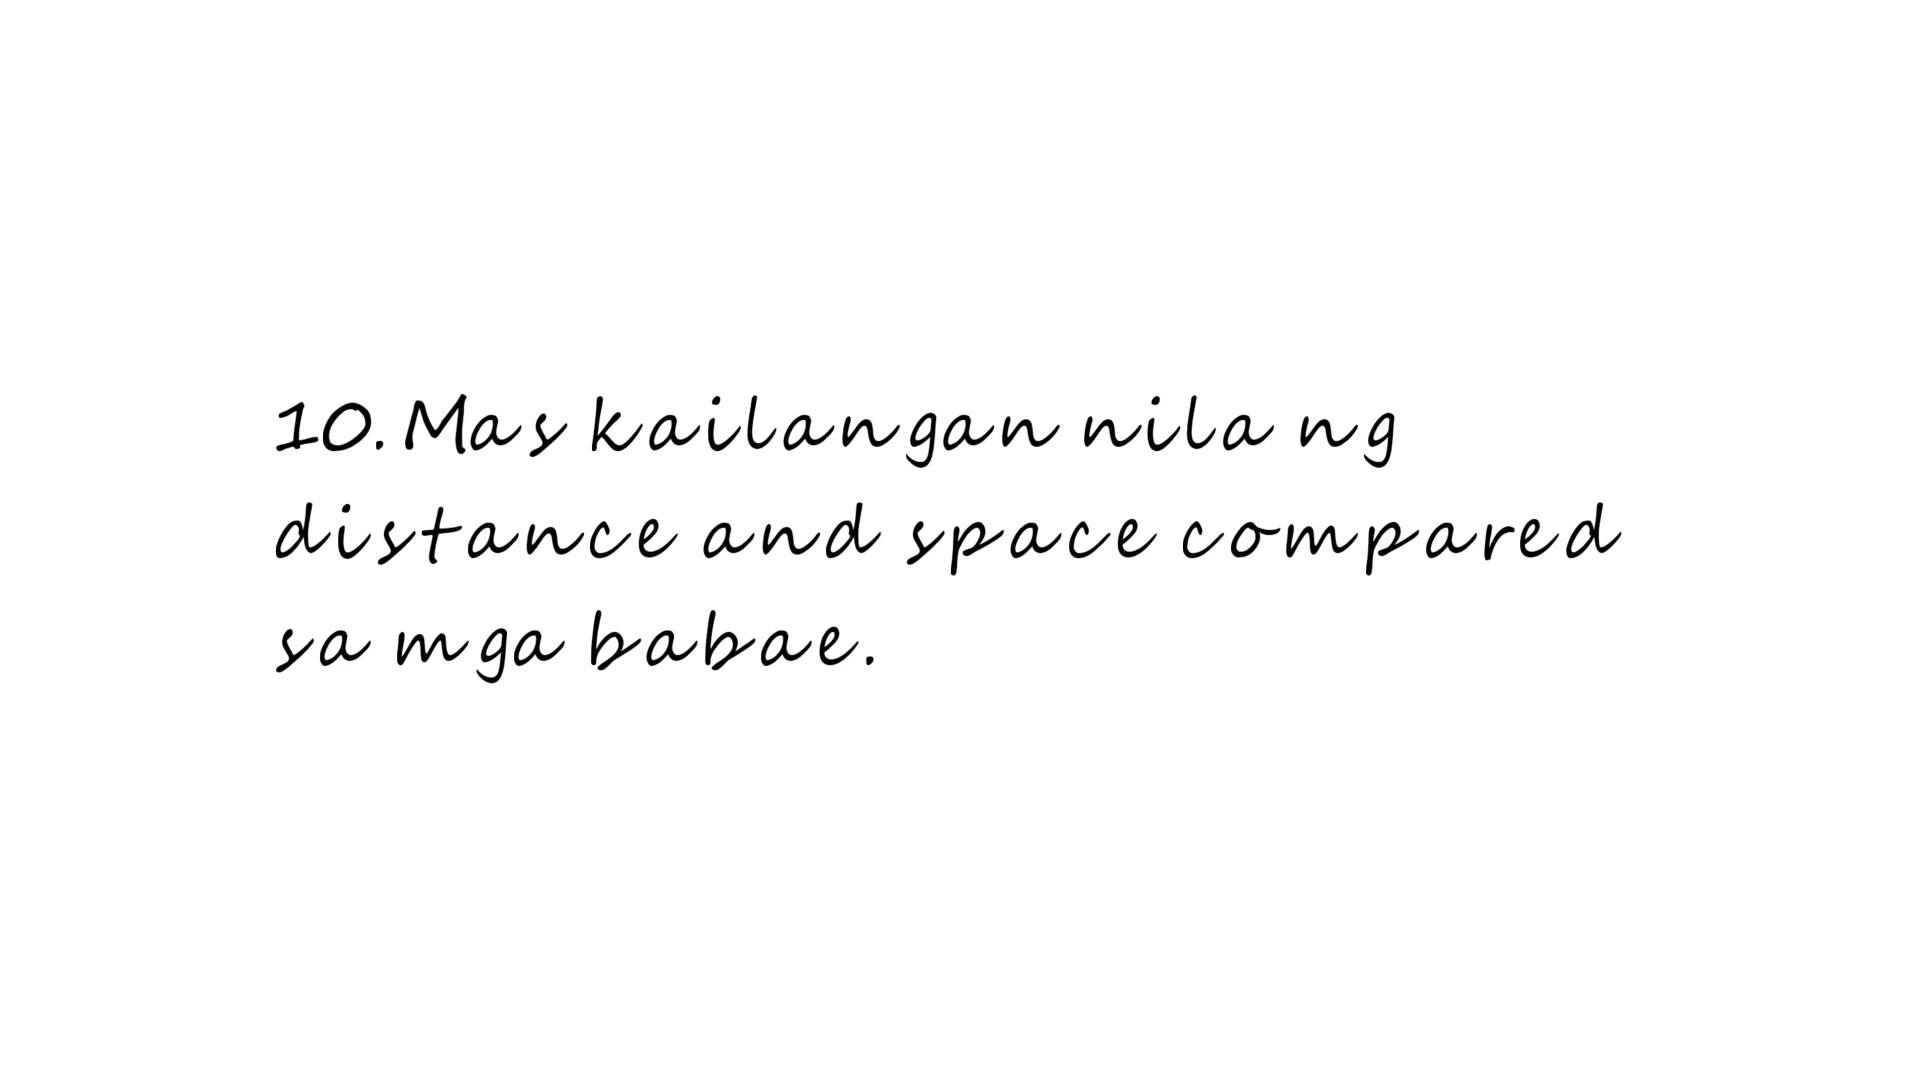 10. Mas kailangan nila ng
distance and space compared
sa mga babae.